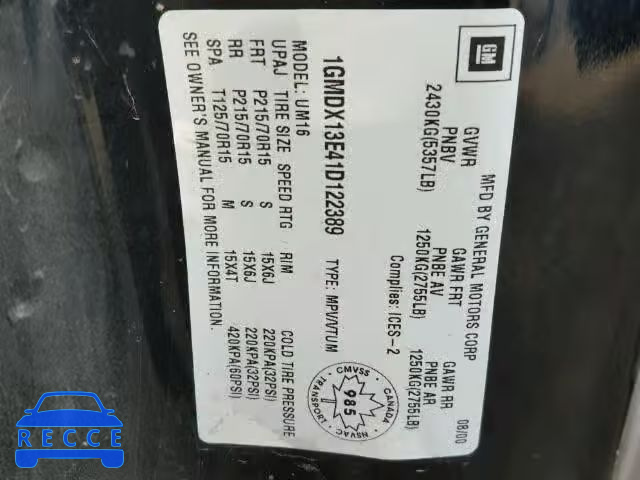 GM
MFD BY GENERAL MOTORS CORP 08/00
GVWR GAWR FRT GAWR RR
PNBV PNBE AV PNBE AR
2430KG(5357LB) 1250KG(2755LB) 1250KG(2755LB)
Complies: ICES-2
1GMDX13E41D122389 TYPE: MPV/VTUM
CMVSS
CANADA
TRANSPORT
NSVAC
985
MODEL: UM16
UPAJ TIRE SIZE SPEED RTG RIM COLD TIRE PRESSURE
FRT P215/70R15 S 15X6J 220KPA(32PSI)
RR P215/70R15 S 15X6J 220KPA(32PSI)
SPA T125/70R15 M 15X4T 420KPA(60PSI)
SEE OWNER'S MANUAL FOR MORE INFORMATION.
RECCE